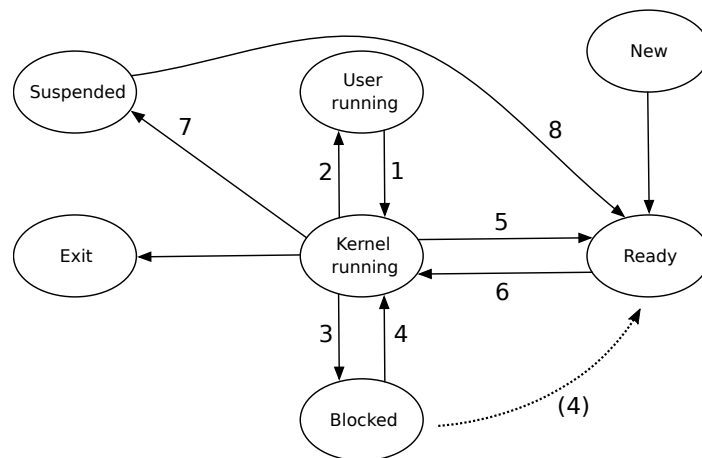 New
Suspended
User
running
7
8
2
1
Exit
Kernel
running
5
Ready
6
3
4
(4)
Blocked